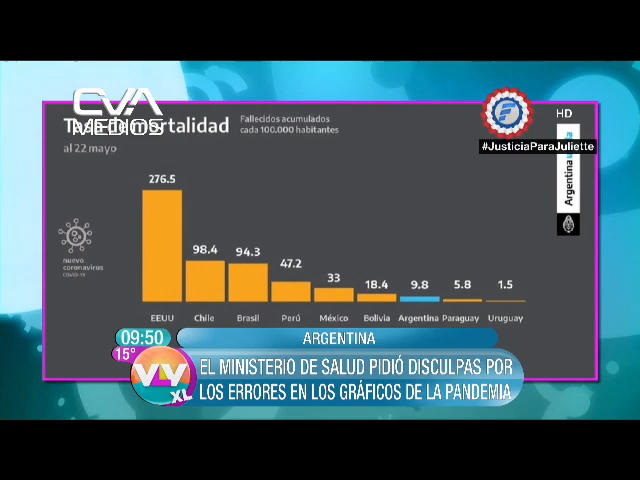 CVA
MEDIOS
Tasa de mortalidad
al 22 mayo
Fallecidos acumulados
cada 100.000 habitantes
HD
#JusticiaParaJuliette
Argentina unida
nuevo
coronavirus
COVID-19
276.5
98.4
94.3
47.2
33
18.4
9.8
5.8
1.5
EEUU Chile Brasil Perú México Bolivia Argentina Paraguay Uruguay
09:50
15°
ARGENTINA
VLV
XL
EL MINISTERIO DE SALUD PIDIÓ DISCULPAS POR
LOS ERRORES EN LOS GRÁFICOS DE LA PANDEMIA